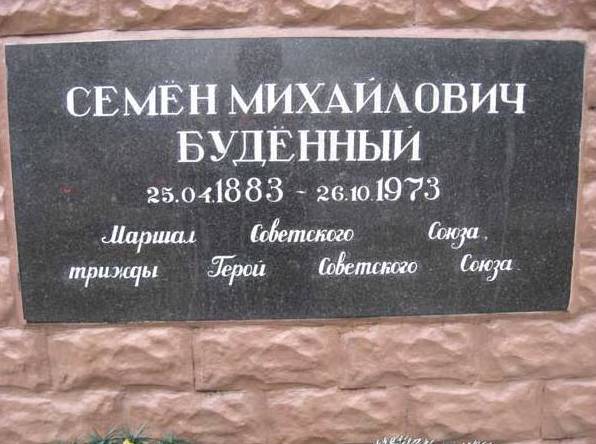 СЕМЁН МИХАЙЛОВИЧ
БУДЁННЫЙ
25.04.1883 - 26.10.1973
Маршал Советского Союза,
трижды Герой Советского Союза